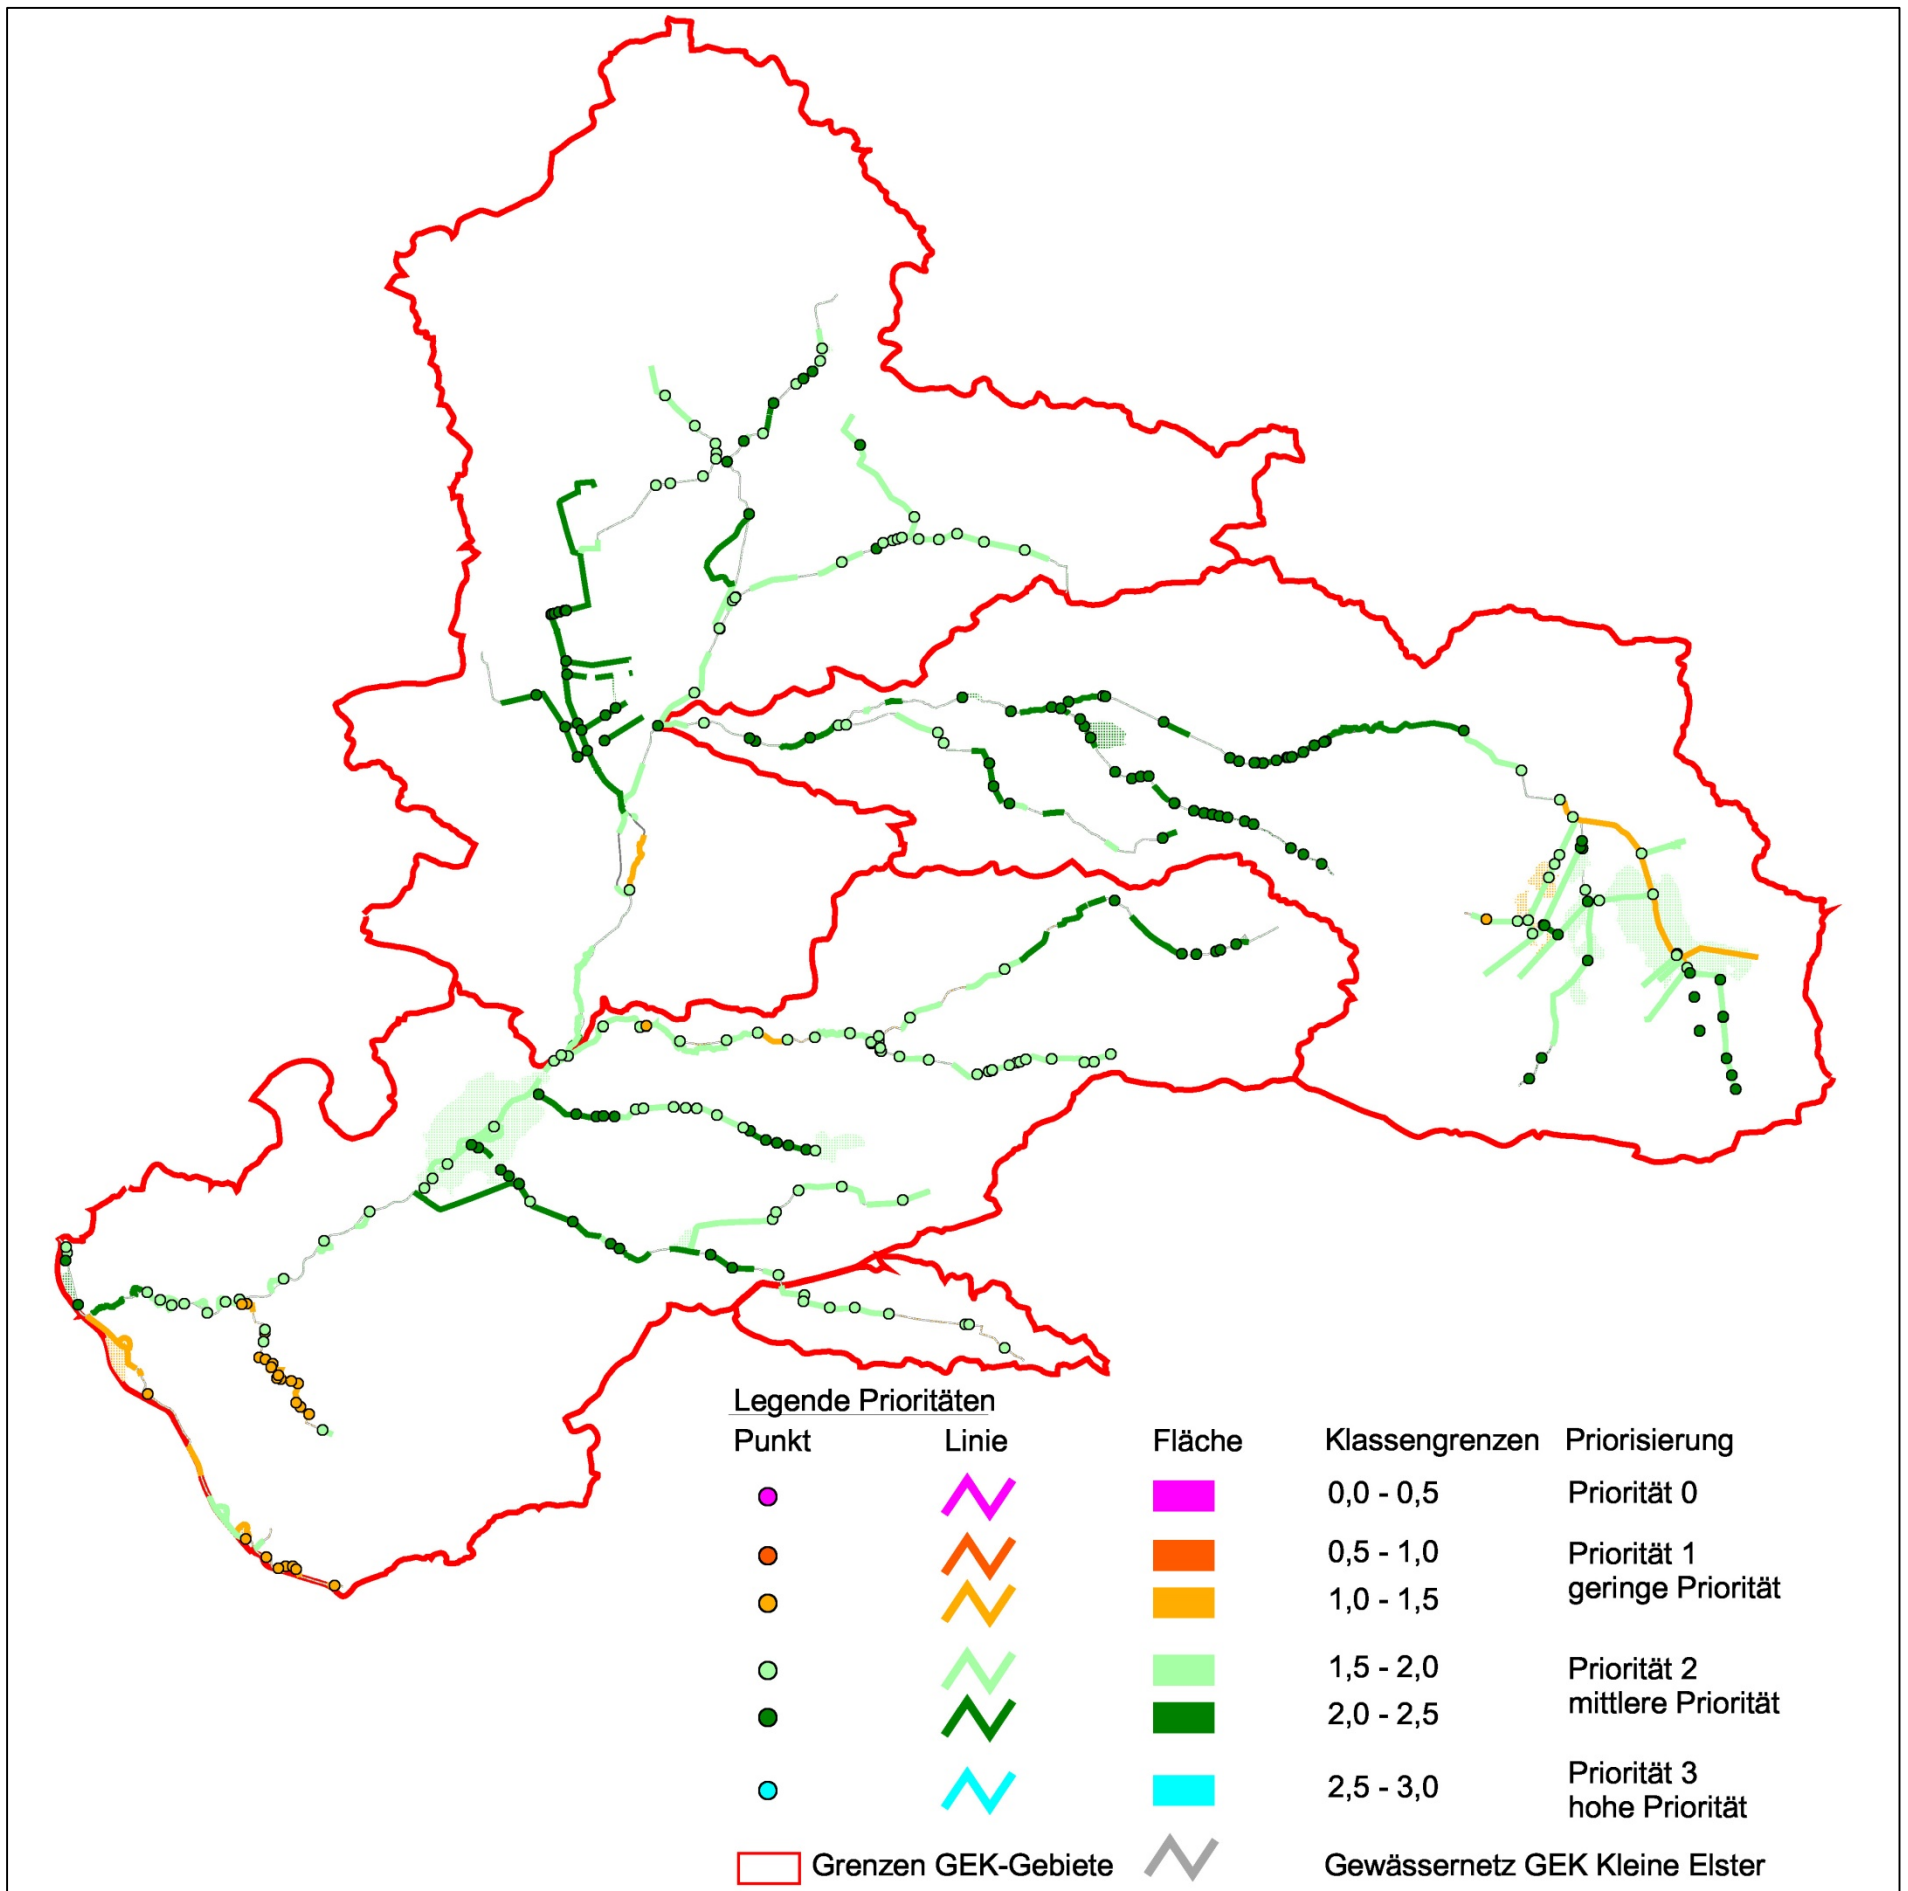 Legende Prioritäten
Punkt Linie Fläche Klassengrenzen Priorisierung
0,0 - 0,5 Priorität 0
0,5 - 1,0 Priorität 1
geringe Priorität
1,0 - 1,5
1,5 - 2,0 Priorität 2
mittlere Priorität
2,0 - 2,5
2,5 - 3,0 Priorität 3
hohe Priorität
Grenzen GEK-Gebiete Gewässernetz GEK Kleine Elster